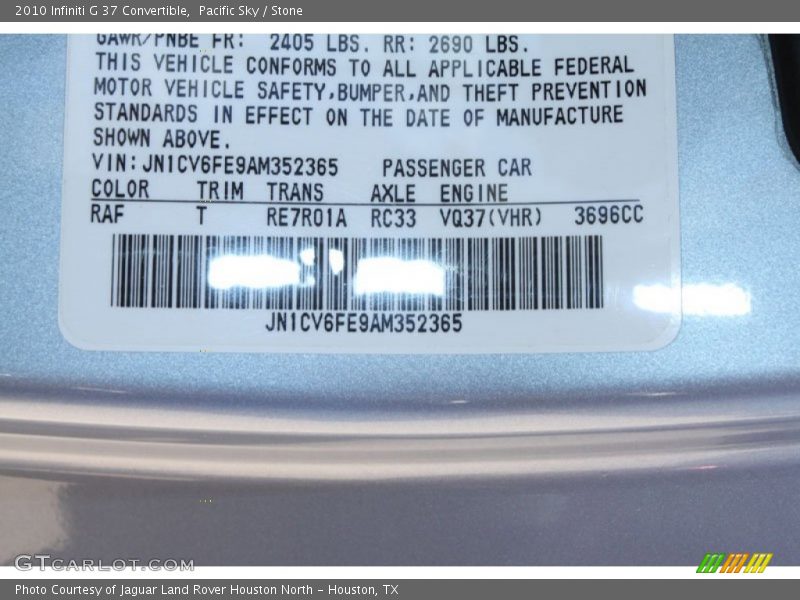 2010 Infiniti G 37 Convertible, Pacific Sky / Stone
GAWR/PNBE FR: 2405 LBS. RR: 2690 LBS.
THIS VEHICLE CONFORMS TO ALL APPLICABLE FEDERAL
MOTOR VEHICLE SAFETY,BUMPER,AND THEFT PREVENTION
STANDARDS IN EFFECT ON THE DATE OF MANUFACTURE
SHOWN ABOVE.
VIN:JN1CV6FE9AM352365 PASSENGER CAR
COLOR TRIM TRANS AXLE ENGINE
RAF T RE7R01A RC33 VQ37(VHR) 3696CC
JN1CV6FE9AM352365
GTCARLOT.COM
Photo Courtesy of Jaguar Land Rover Houston North - Houston, TX